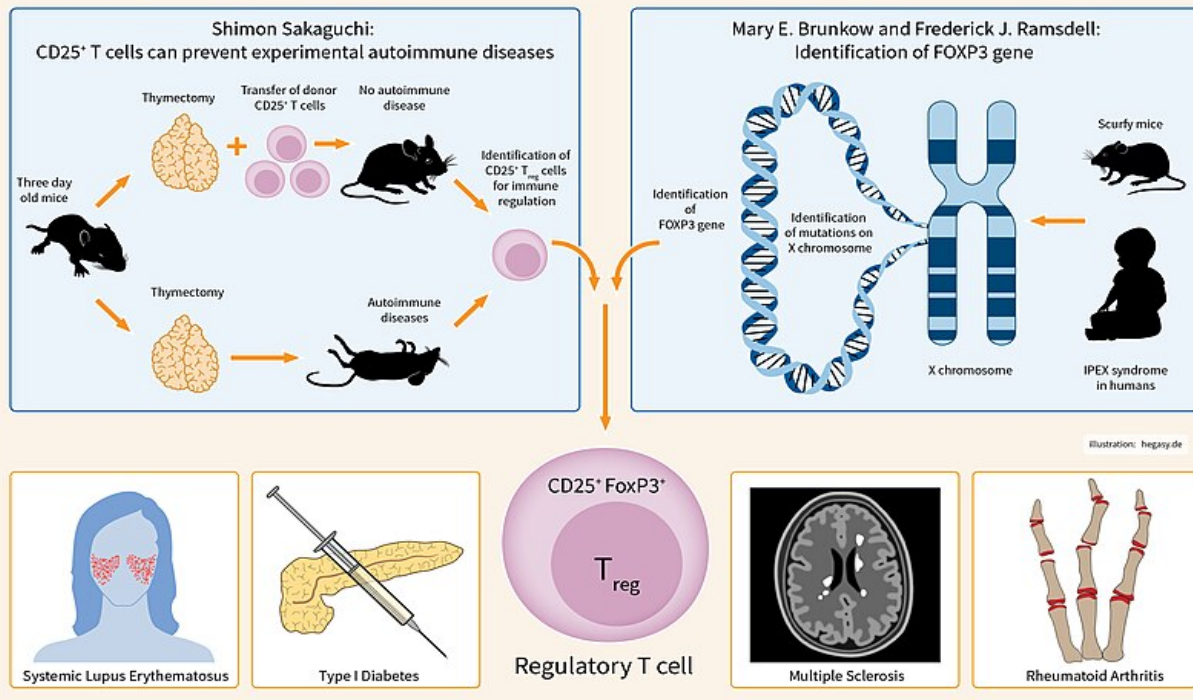 Shimon Sakaguchi:
CD25⁺ T cells can prevent experimental autoimmune diseases
Three day
old mice
Thymectomy
Transfer of donor
CD25⁺ T cells
No autoimmune
disease
+
Identification of
CD25⁺ Treg cells
for immune
regulation
Thymectomy
Autoimmune
diseases
Mary E. Brunkow and Frederick J. Ramsdell:
Identification of FOXP3 gene
Identification
of
FOXP3 gene
Identification
of mutations on
X chromosome
X chromosome
Scurfy mice
IPEX syndrome
in humans
illustration: hegasy.de
Systemic Lupus Erythematosus
Type I Diabetes
CD25⁺ FoxP3⁺
Treg
Regulatory T cell
Multiple Sclerosis
Rheumatoid Arthritis